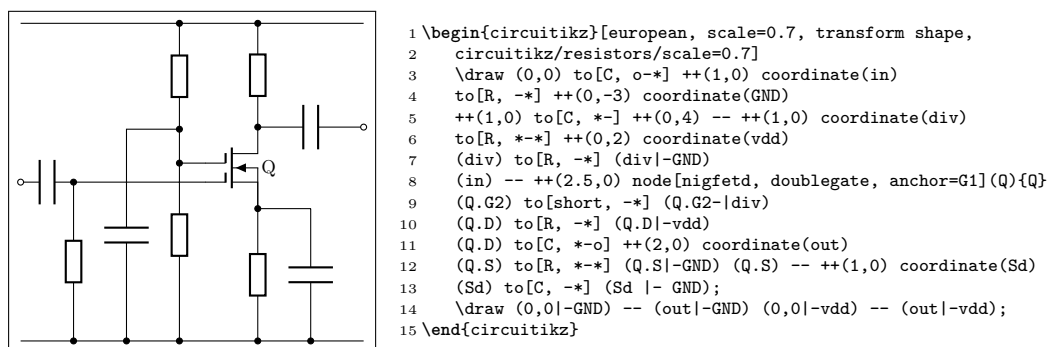 Q
1 \begin{circuitikz}[european, scale=0.7, transform shape,
2 circuitikz/resistors/scale=0.7]
3 \draw (0,0) to[C, o-*] ++(1,0) coordinate(in)
4 to[R, -*] ++(0,-3) coordinate(GND)
5 ++(1,0) to[C, *-] ++(0,4) -- ++(1,0) coordinate(div)
6 to[R, *-*] ++(0,2) coordinate(vdd)
7 (div) to[R, -*] (div|-GND)
8 (in) -- ++(2.5,0) node[nigfetd, doublegate, anchor=G1](Q){Q}
9 (Q.G2) to[short, -*] (Q.G2-|div)
10 (Q.D) to[R, -*] (Q.D|-vdd)
11 (Q.D) to[C, *-o] ++(2,0) coordinate(out)
12 (Q.S) to[R, *-*] (Q.S|-GND) (Q.S) -- ++(1,0) coordinate(Sd)
13 (Sd) to[C, -*] (Sd |- GND);
14 \draw (0,0|-GND) -- (out|-GND) (0,0|-vdd) -- (out|-vdd);
15 \end{circuitikz}